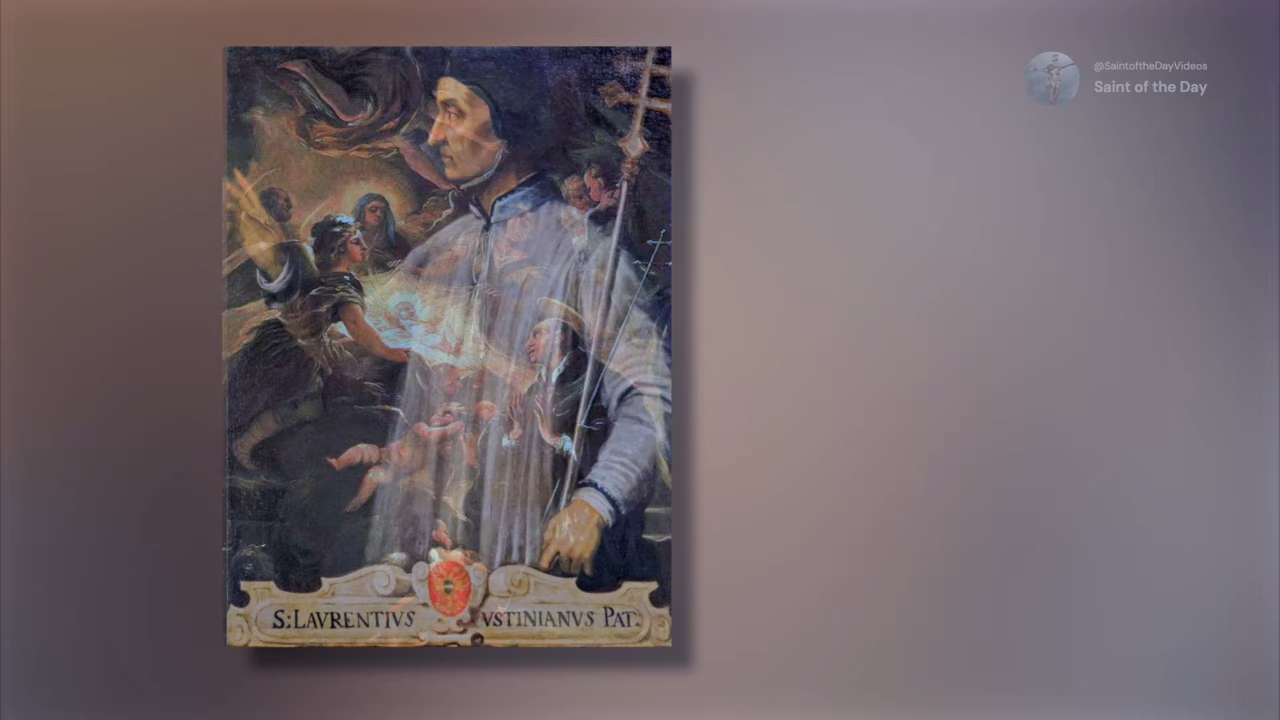 @SaintoftheDayVideos
Saint of the Day
S:LAVRENTIVS VSTINIANVS PAT.